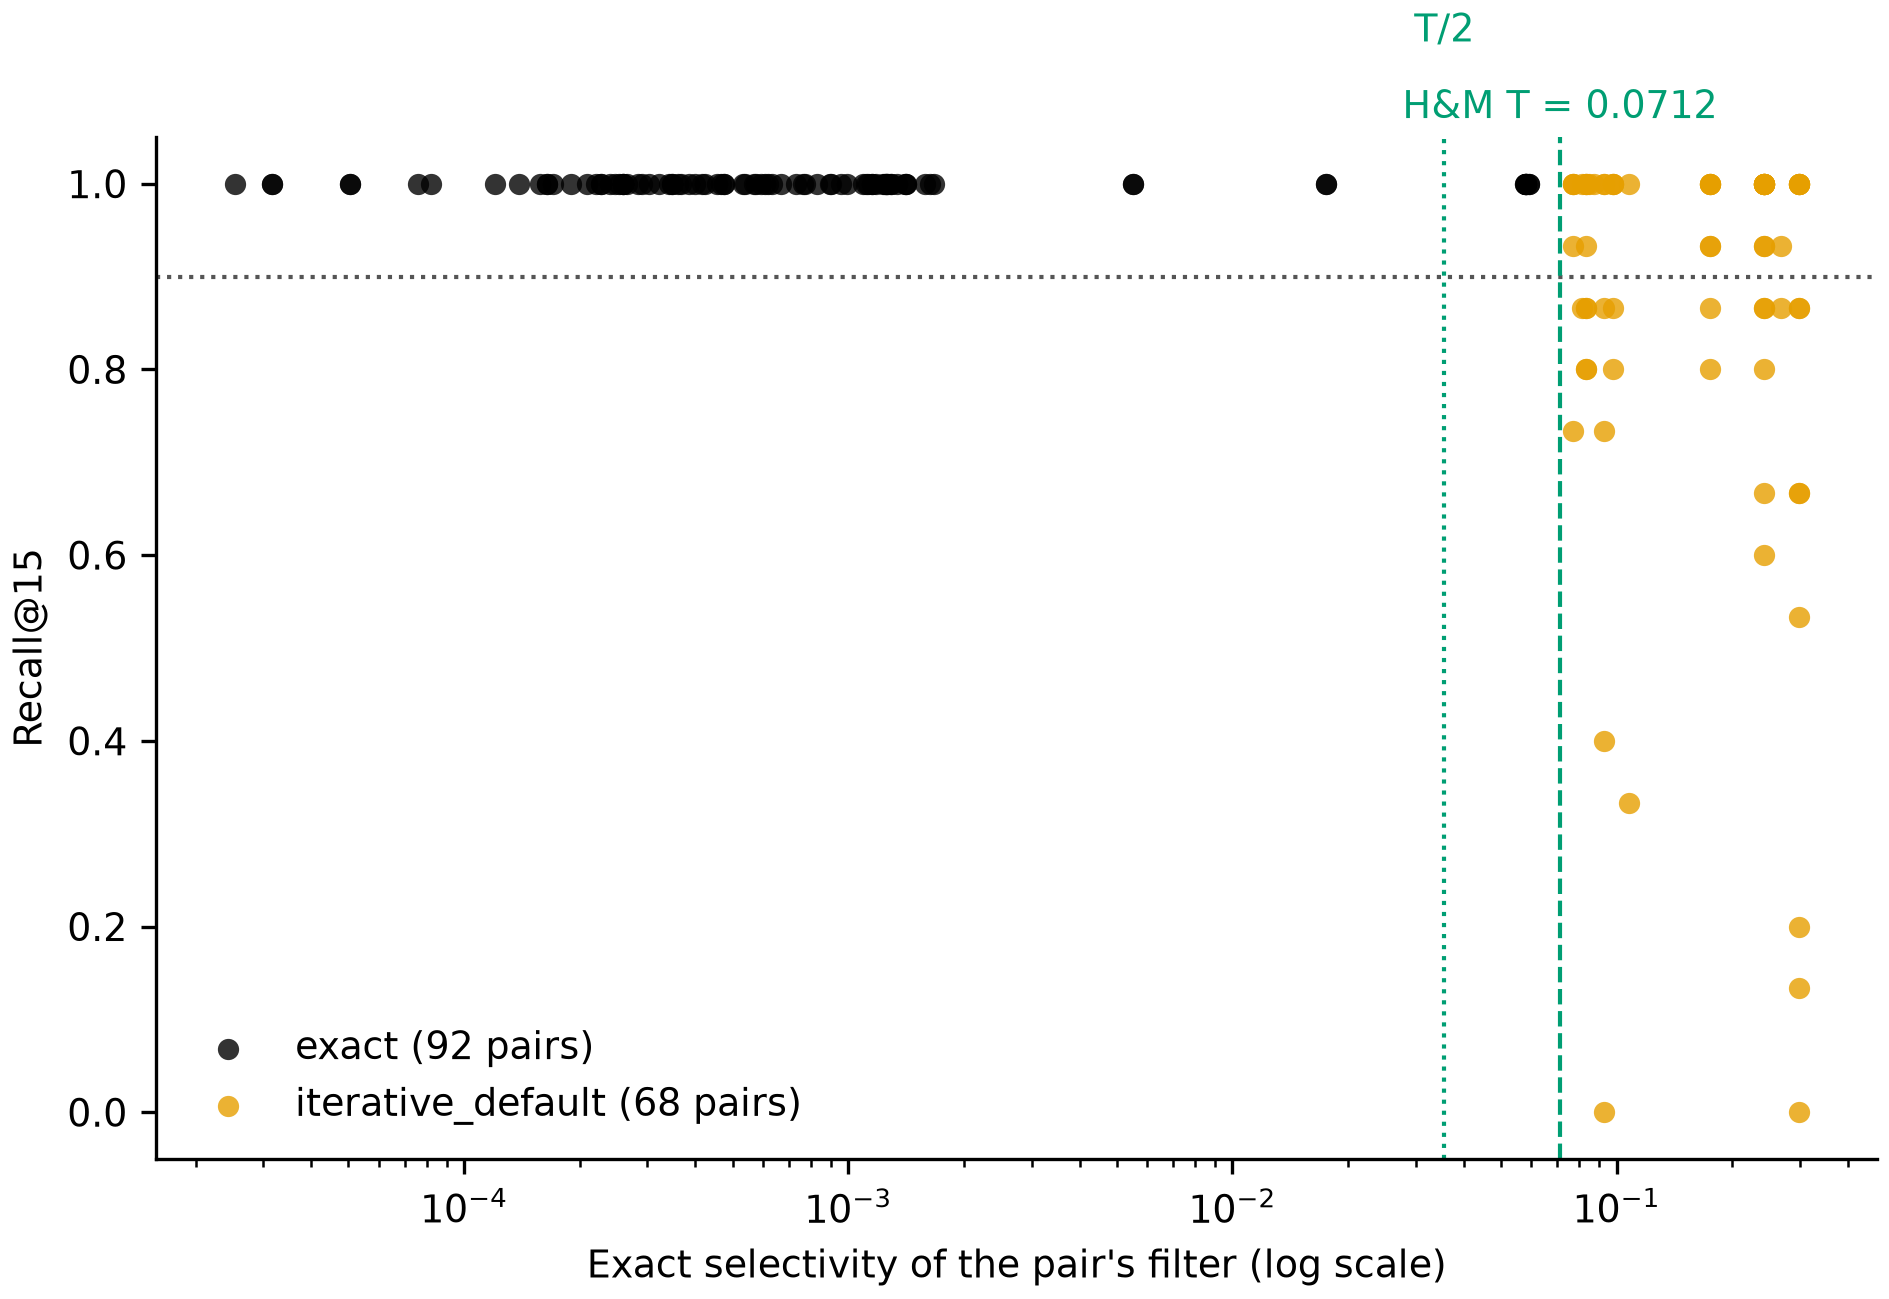 T/2
H&M T = 0.0712
1.0
0.8
0.6
0.4
0.2
0.0
Recall@15
exact (92 pairs)
iterative_default (68 pairs)
10⁻⁴ 10⁻³ 10⁻² 10⁻¹
Exact selectivity of the pair's filter (log scale)